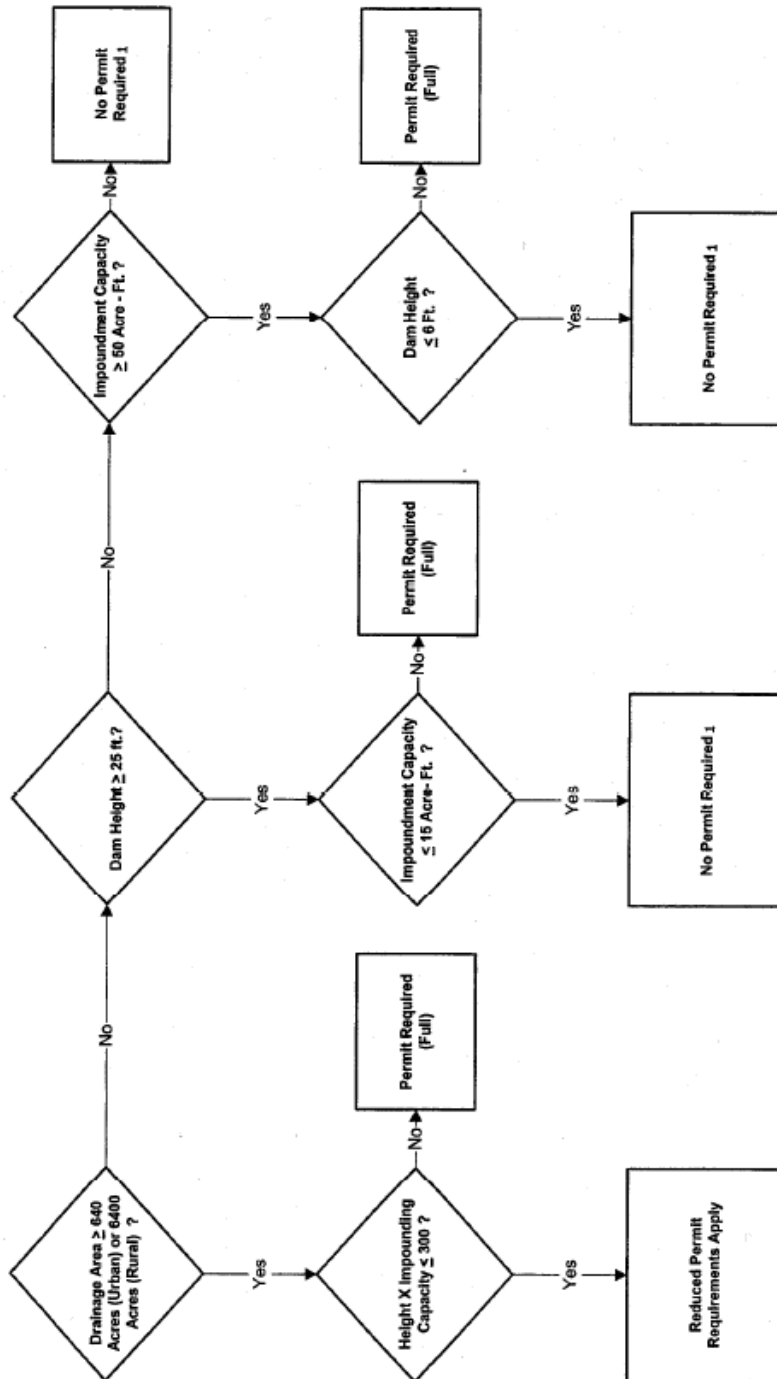 Drainage Area ≥ 640
Acres (Urban) or 6400
Acres (Rural) ?
No
Yes
Height X Impounding
Capacity ≤ 300 ?
No
Permit Required
(Full)
Yes
Reduced Permit
Requirements Apply
Dam Height ≥ 25 ft.?
No
Yes
Impoundment Capacity
≤ 15 Acre- Ft. ?
No
Permit Required
(Full)
Yes
No Permit Required 1
Impoundment Capacity
≥ 50 Acre - Ft. ?
No
No Permit
Required 1
Yes
Dam Height
≤ 6 Ft. ?
No
Permit Required
(Full)
Yes
No Permit Required 1